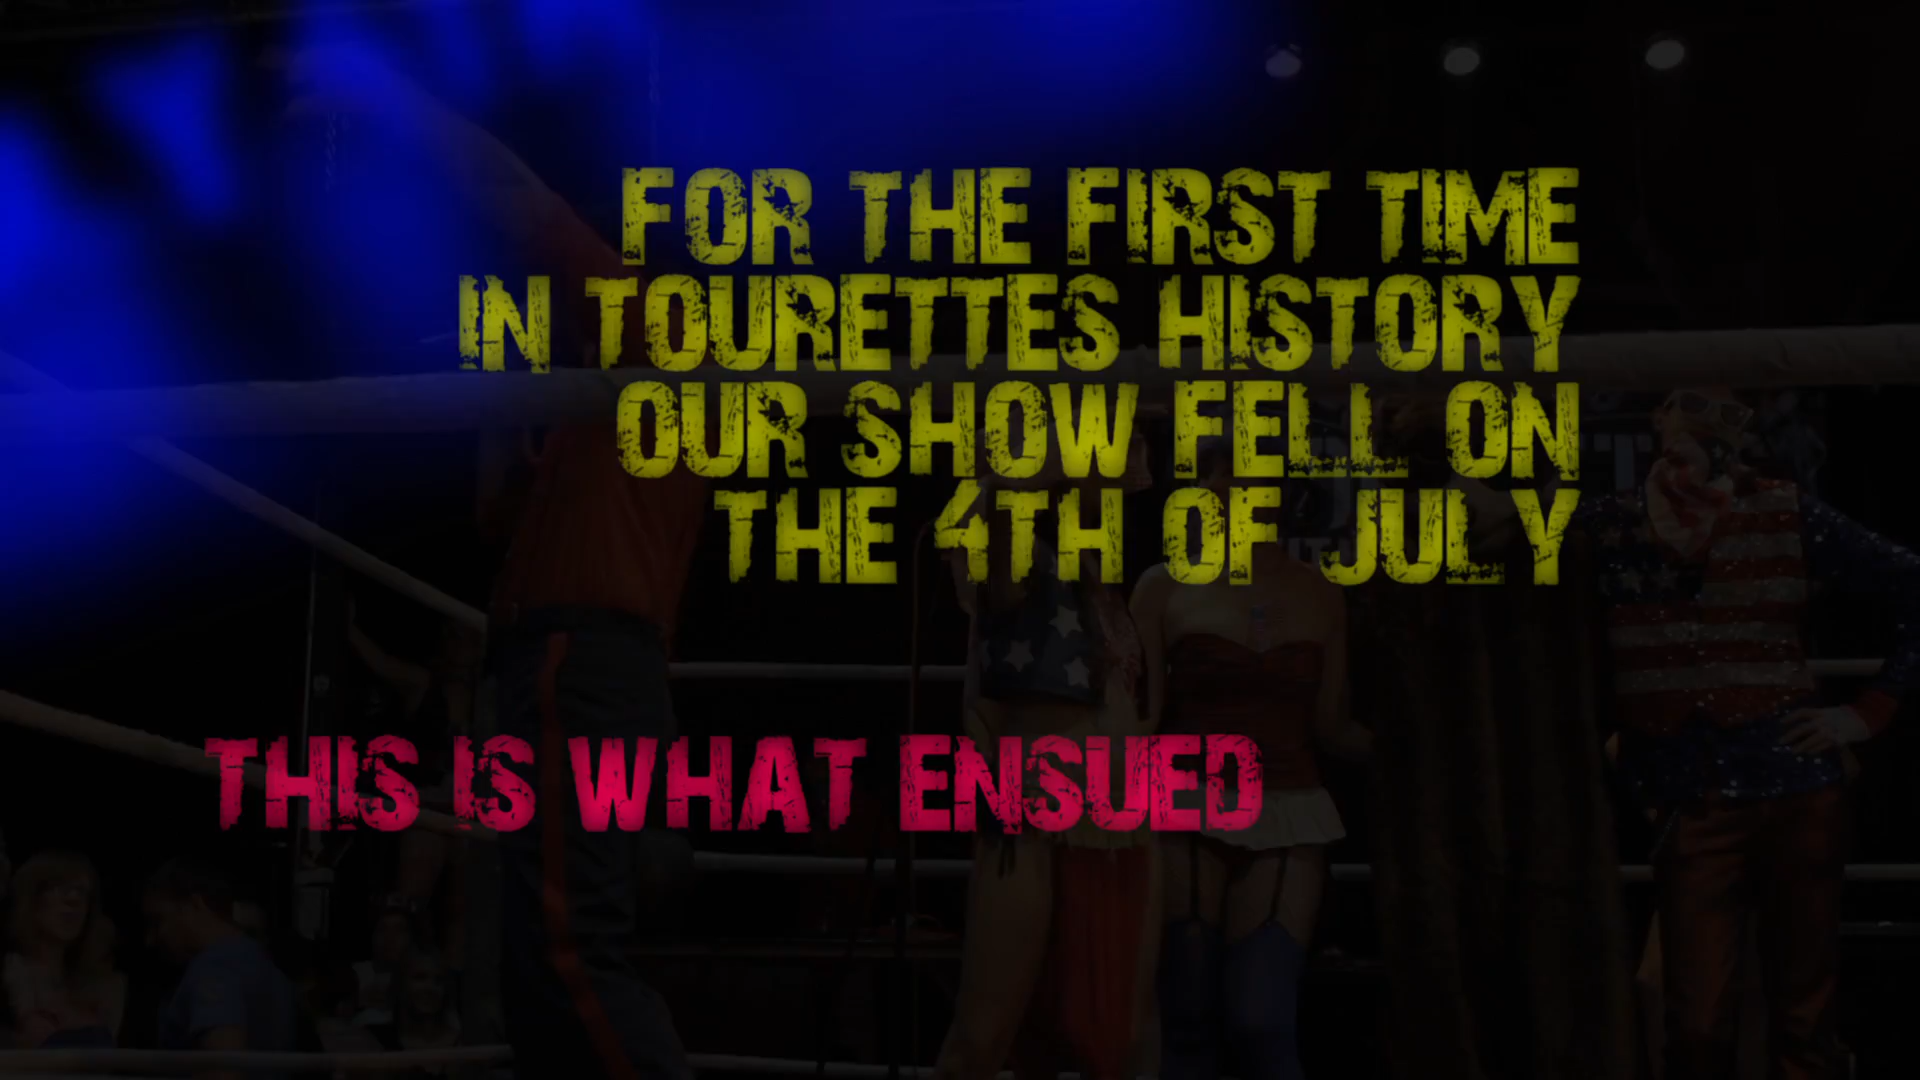 FOR THE FIRST TIME
IN TOURETTES HISTORY
OUR SHOW FELL ON
THE 4TH OF JULY
THIS IS WHAT ENSUED